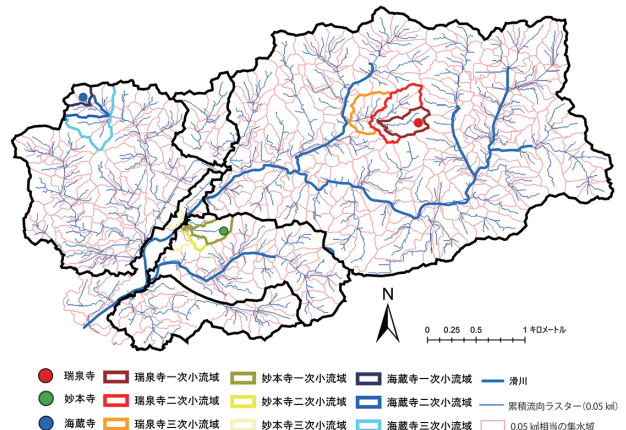 N
0 0.25 0.5 1 キロメートル
瑞泉寺 瑞泉寺一次小流域 妙本寺一次小流域 海蔵寺一次小流域 滑川
妙本寺 瑞泉寺二次小流域 妙本寺二次小流域 海蔵寺二次小流域 累積流向ラスター(0.05 ㎢)
海蔵寺 瑞泉寺三次小流域 妙本寺三次小流域 海蔵寺三次小流域 0.05 ㎢相当の集水域